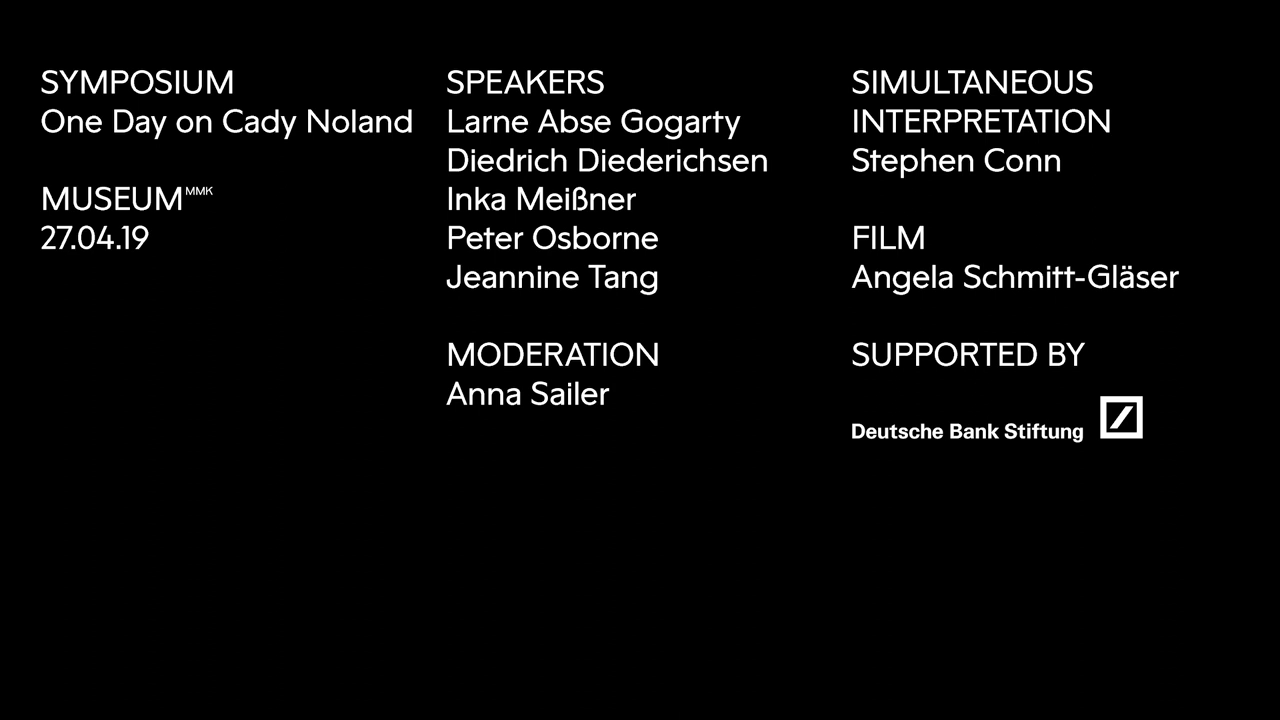 SYMPOSIUM
One Day on Cady Noland
MUSEUMᴹᴹᴷ
27.04.19
SPEAKERS
Larne Abse Gogarty
Diedrich Diederichsen
Inka Meißner
Peter Osborne
Jeannine Tang
MODERATION
Anna Sailer
SIMULTANEOUS
INTERPRETATION
Stephen Conn
FILM
Angela Schmitt-Gläser
SUPPORTED BY
Deutsche Bank Stiftung